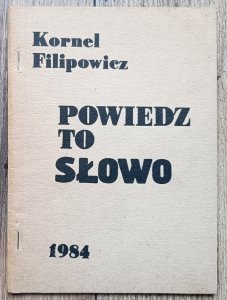 Kornel
Filipowicz
POWIEDZ
TO
SŁOWO
1984